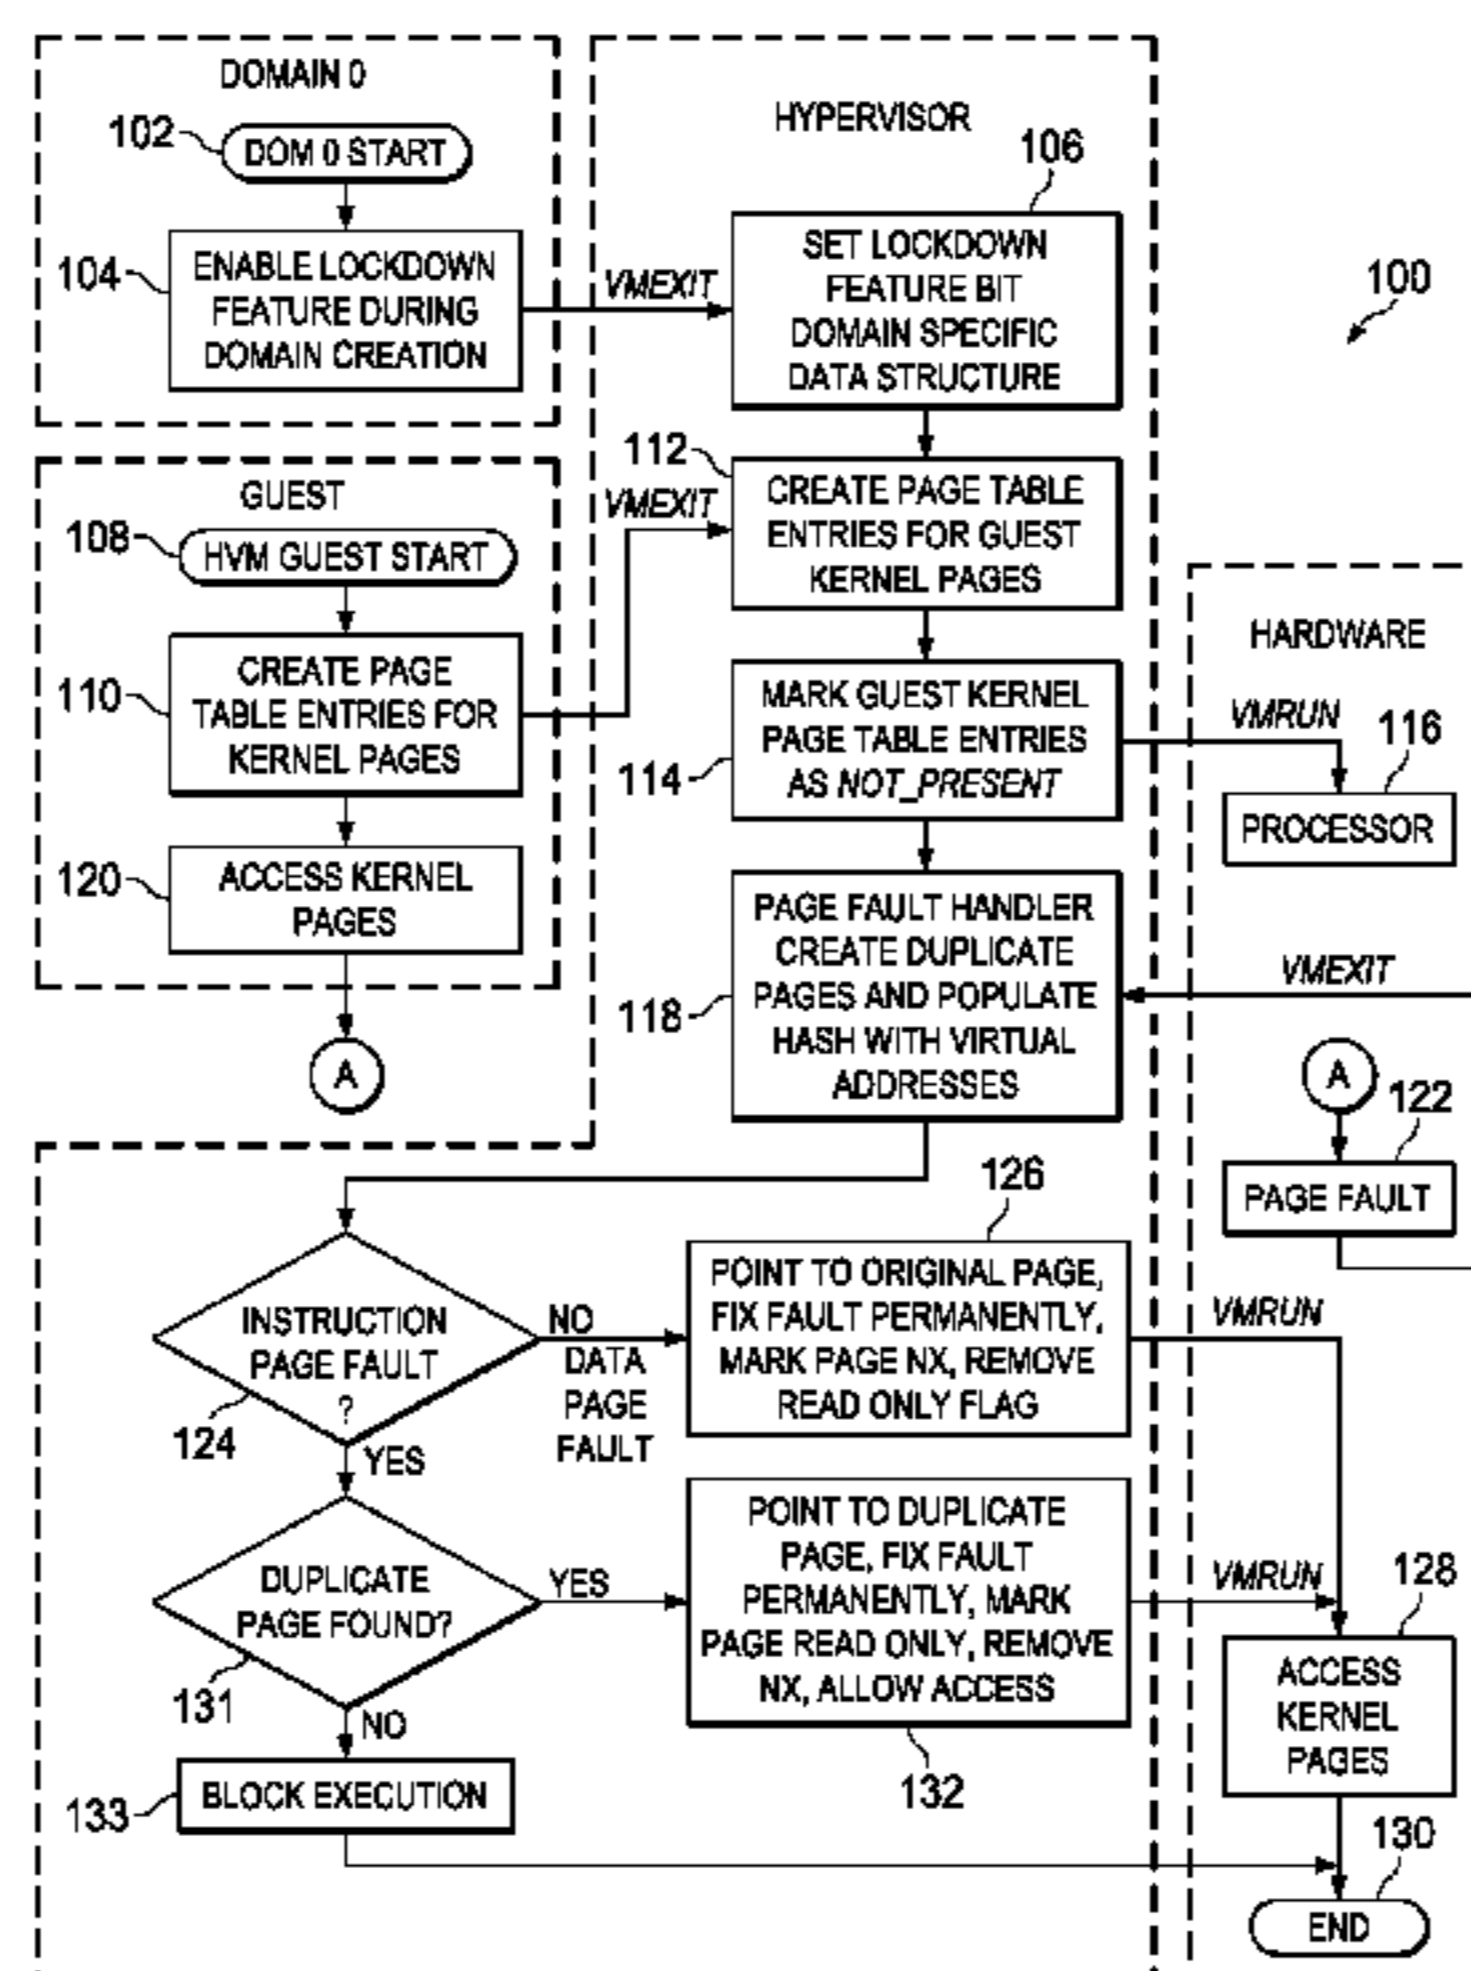 DOMAIN 0
102
DOM 0 START
104
ENABLE LOCKDOWN
FEATURE DURING
DOMAIN CREATION
VMEXIT
HYPERVISOR
106
SET LOCKDOWN
FEATURE BIT
DOMAIN SPECIFIC
DATA STRUCTURE
100
GUEST
108
HVM GUEST START
110
CREATE PAGE
TABLE ENTRIES FOR
KERNEL PAGES
120
ACCESS KERNEL
PAGES
A
112
VMEXIT
CREATE PAGE TABLE
ENTRIES FOR GUEST
KERNEL PAGES
114
MARK GUEST KERNEL
PAGE TABLE ENTRIES
AS NOT_PRESENT
HARDWARE
VMRUN
116
PROCESSOR
118
PAGE FAULT HANDLER
CREATE DUPLICATE
PAGES AND POPULATE
HASH WITH VIRTUAL
ADDRESSES
VMEXIT
A
122
PAGE FAULT
INSTRUCTION
PAGE FAULT
?
124
NO
DATA
PAGE
FAULT
YES
126
POINT TO ORIGINAL PAGE,
FIX FAULT PERMANENTLY,
MARK PAGE NX, REMOVE
READ ONLY FLAG
VMRUN
DUPLICATE
PAGE FOUND?
131
YES
NO
POINT TO DUPLICATE
PAGE, FIX FAULT
PERMANENTLY, MARK
PAGE READ ONLY, REMOVE
NX, ALLOW ACCESS
132
VMRUN
128
ACCESS
KERNEL
PAGES
133
BLOCK EXECUTION
130
END